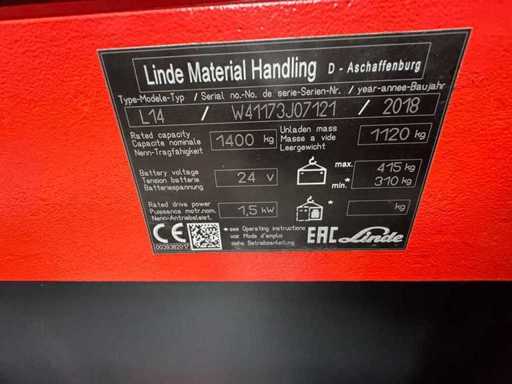 Linde Material Handling D - Aschaffenburg
Type-Modele-Typ / Serial no.-No. de serie-Serien-Nr. / year-annee-Baujahr
L14 / W41173J07121 / 2018
Rated capacity
Capacite nominale
Nenn-Tragfähigkeit
1400 kg
Unladen mass
Masse a vide
Leergewicht
1120 kg
Battery voltage
Tension batterie
Batteriespannung
24 V
max. 415 kg
min.* 310 kg
Rated drive power
Puissance motr.nom.
Nenn-Antriebsleist.
1,5 kW
* kg
CE
* see Operating instructions
voir Mode d'emploi
siehe Betriebsanleitung
EAC Linde